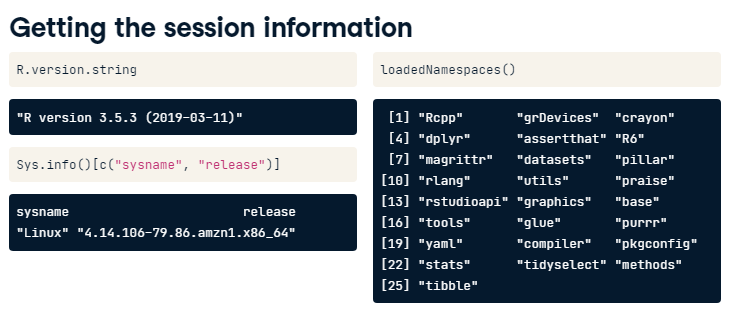 Getting the session information
R.version.string
"R version 3.5.3 (2019-03-11)"
Sys.info()[c("sysname", "release")]
sysname                      release
"Linux" "4.14.106-79.86.amzn1.x86_64"
loadedNamespaces()
[1] "Rcpp"       "grDevices"  "crayon"
[4] "dplyr"      "assertthat" "R6"
[7] "magrittr"   "datasets"   "pillar"
[10] "rlang"      "utils"      "praise"
[13] "rstudioapi" "graphics"   "base"
[16] "tools"      "glue"       "purrr"
[19] "yaml"       "compiler"   "pkgconfig"
[22] "stats"      "tidyselect" "methods"
[25] "tibble"